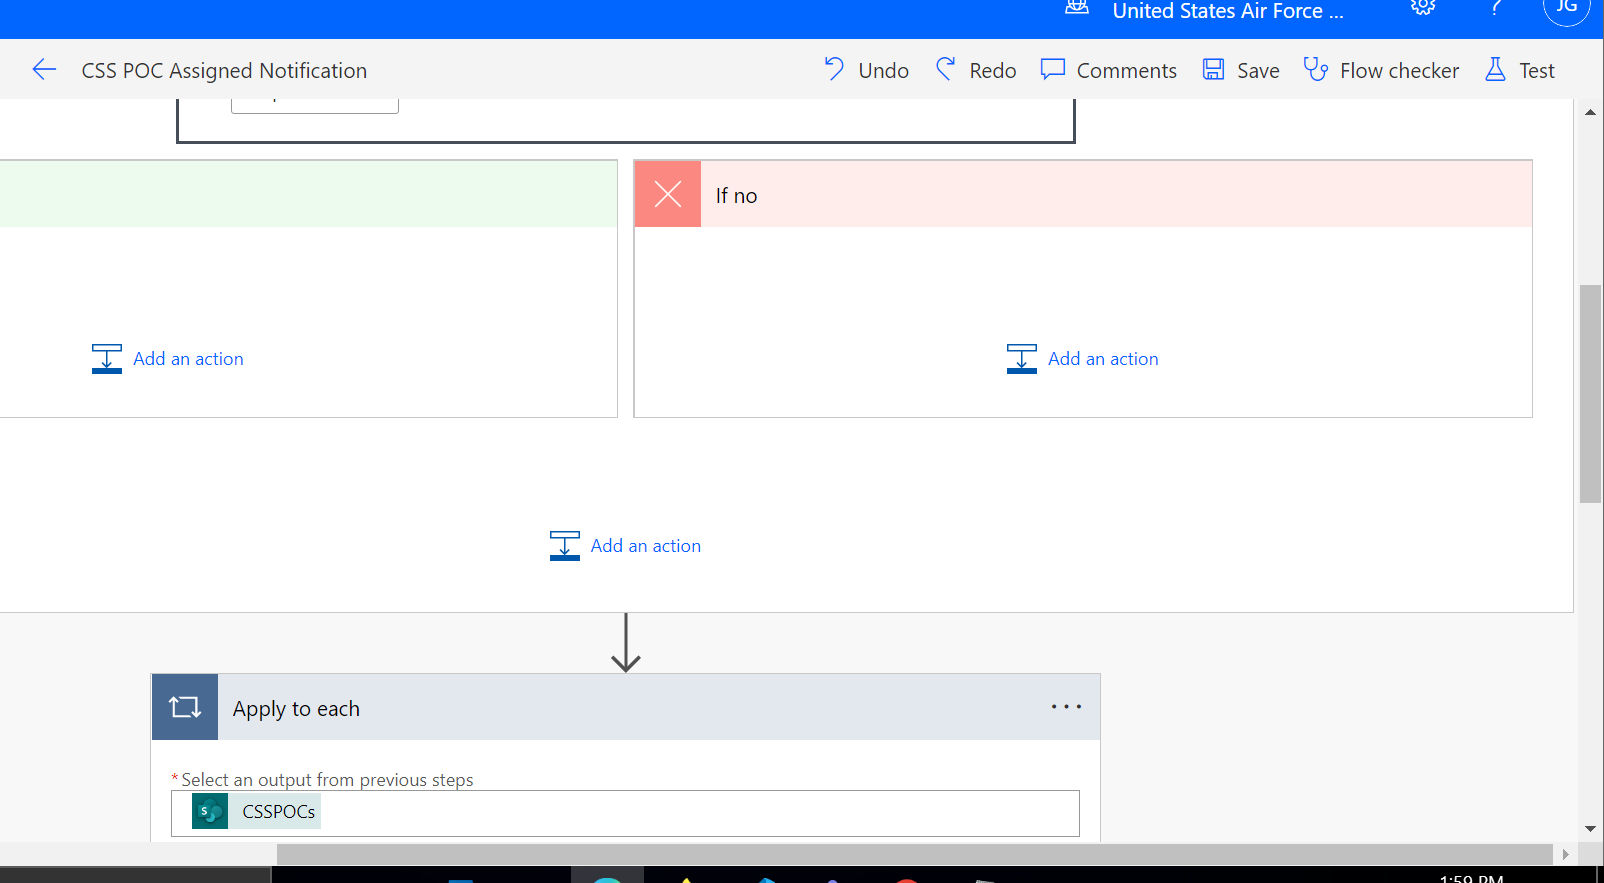 United States Air Force ...
JG
CSS POC Assigned Notification
Undo
Redo
Comments
Save
Flow checker
Test
If no
Add an action
Add an action
Add an action
Apply to each
* Select an output from previous steps
S
CSSPOCs
1:59 PM